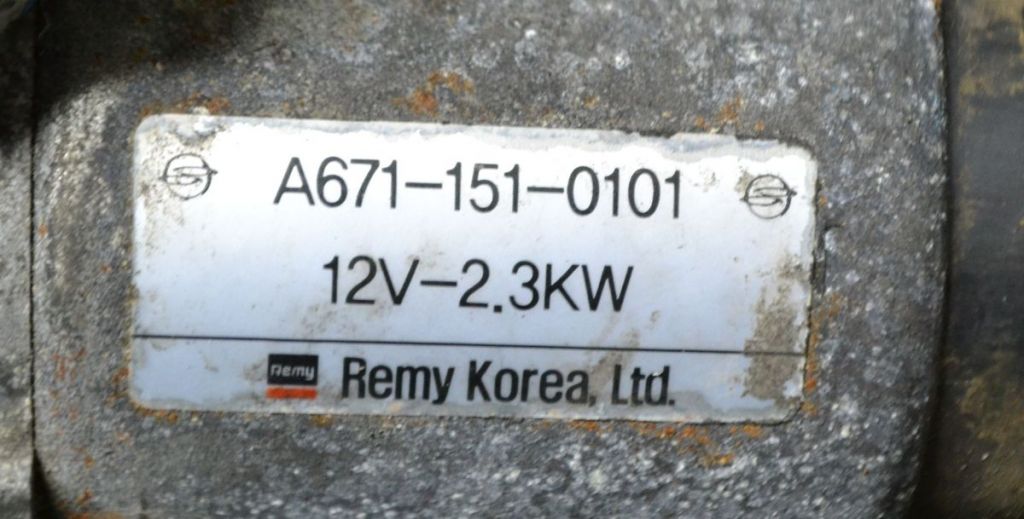 A671-151-0101
12V-2.3KW
Remy Remy Korea, Ltd.